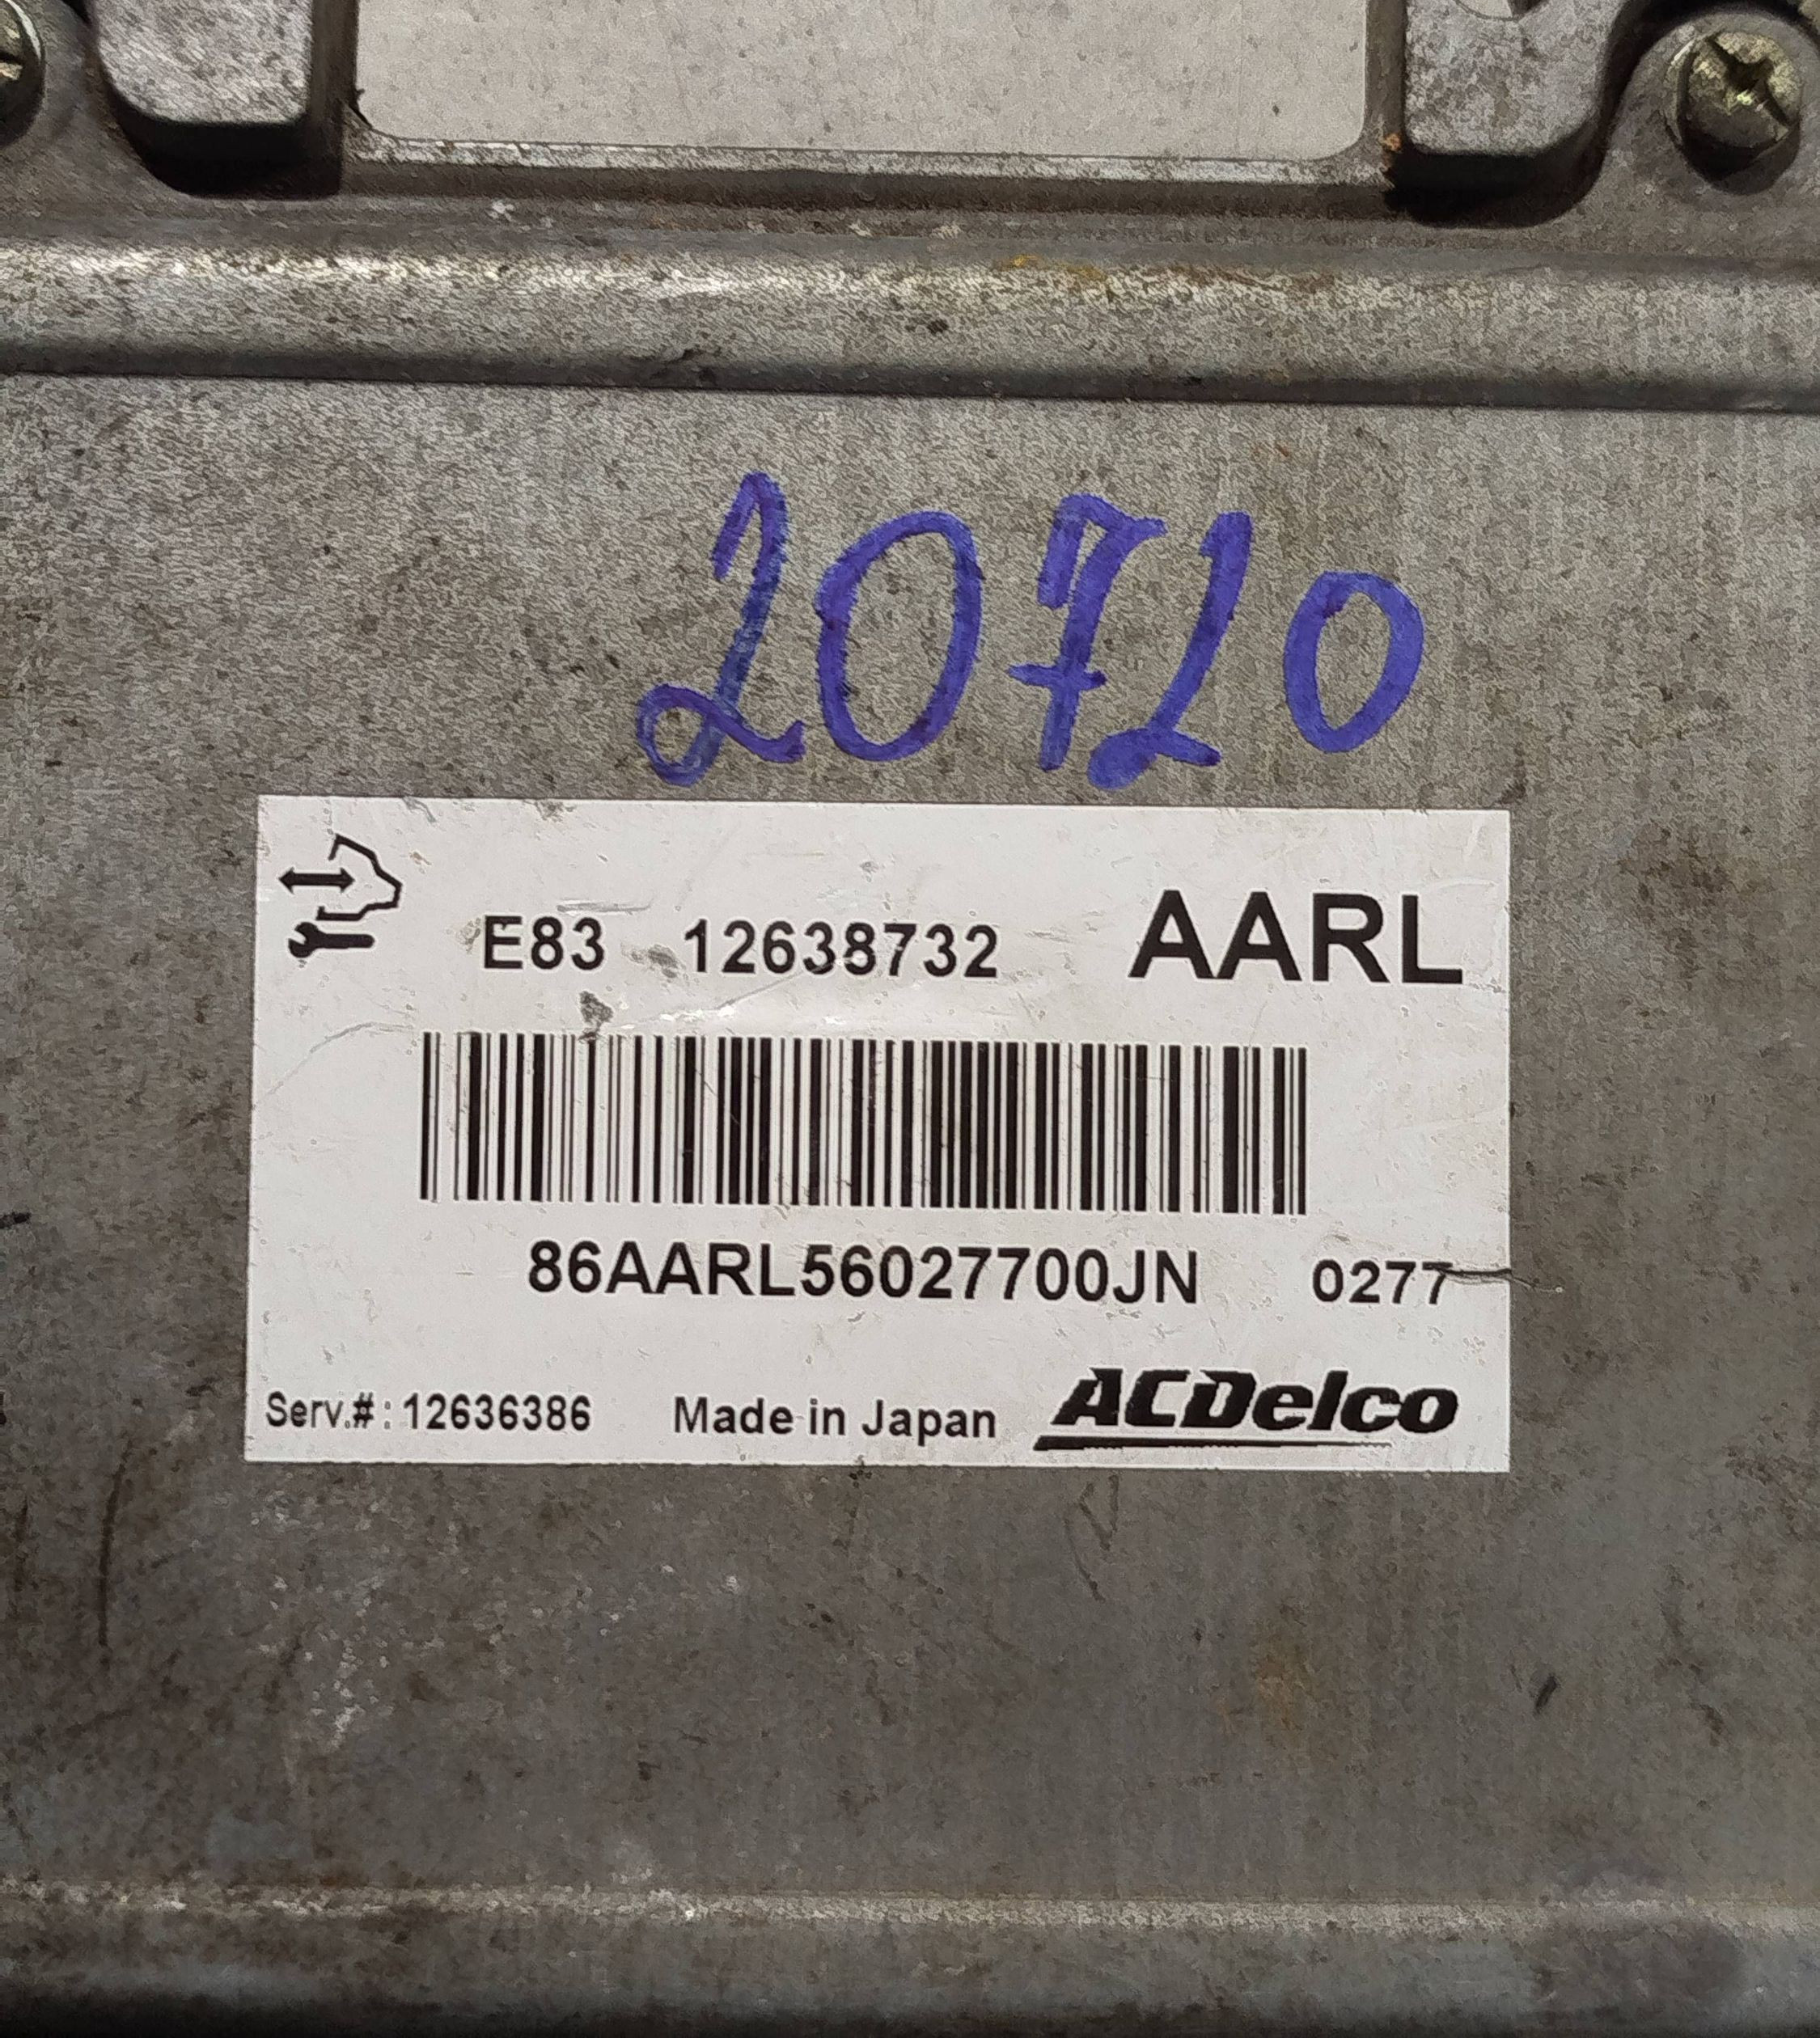 20720
E83 12638732 AARL
86AARL56027700JN 0277
Serv.#: 12636386 Made in Japan ACDelco